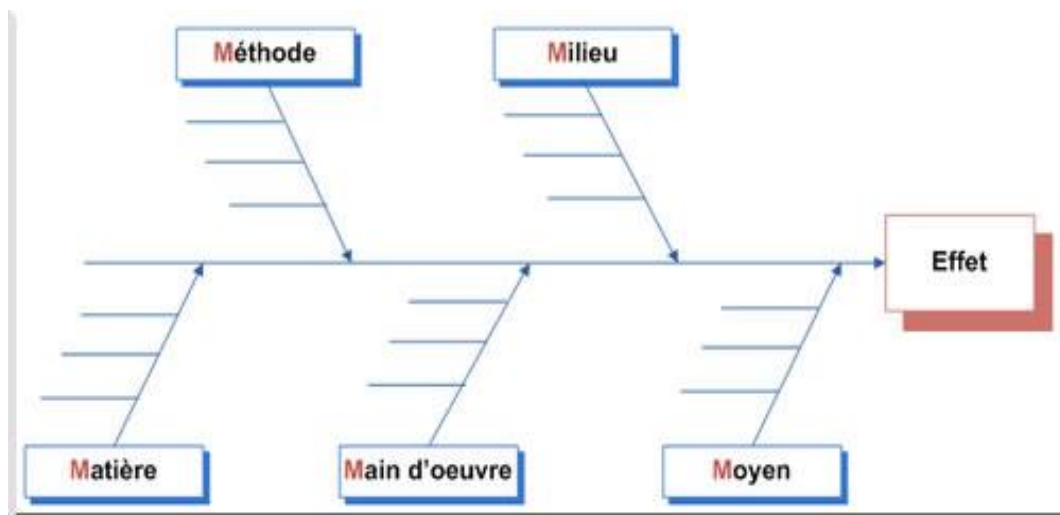 Méthode
Milieu
Effet
Matière
Main d'oeuvre
Moyen